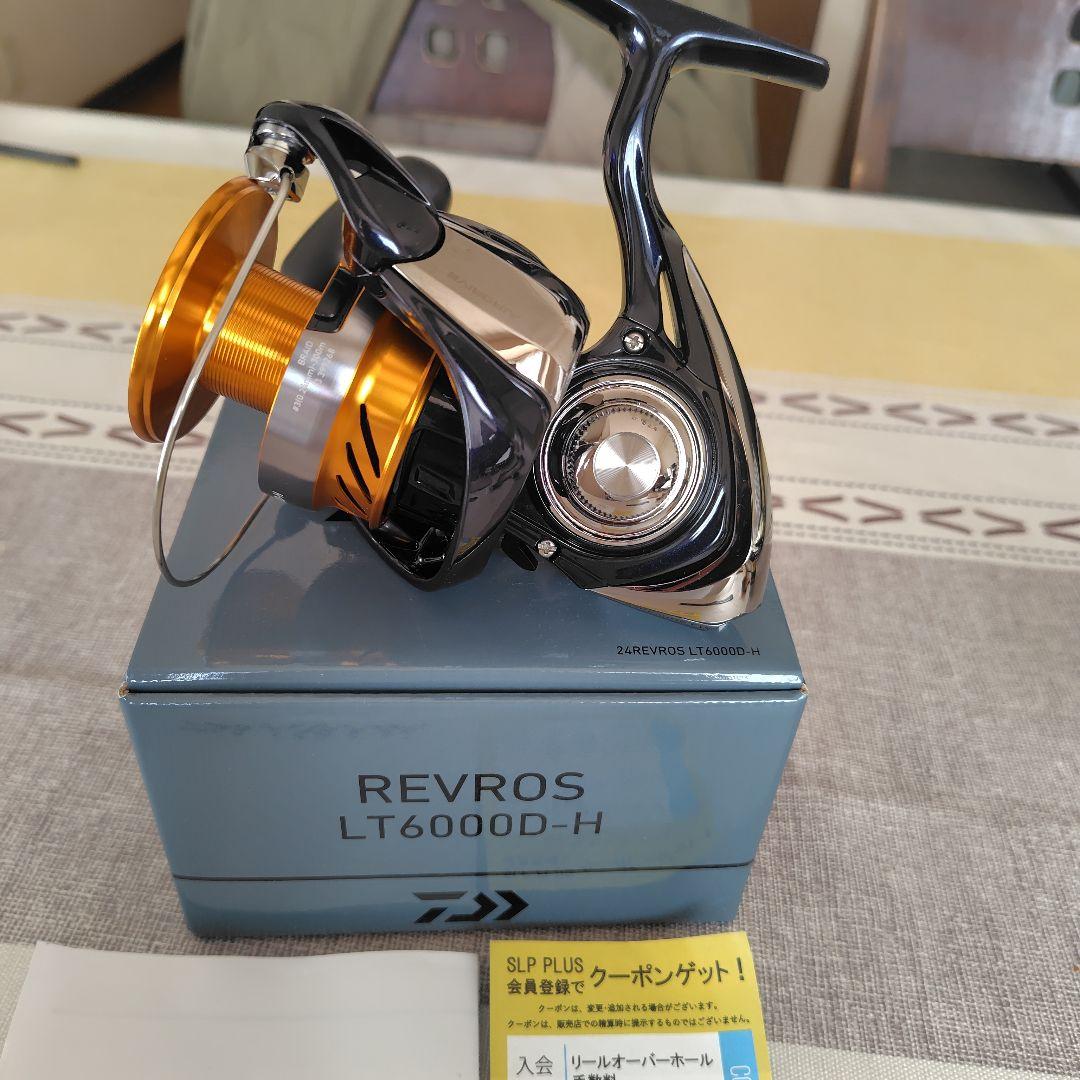 BRAID
24REVROS LT6000D-H
REVROS
LT6000D-H
SLP PLUS
会員登録で クーポンゲット！
クーポンは、変更・追加される場合がございます。
クーポンは、販売店での精算時に提示するものではございません。
入会
リールオーバーホール
手数料